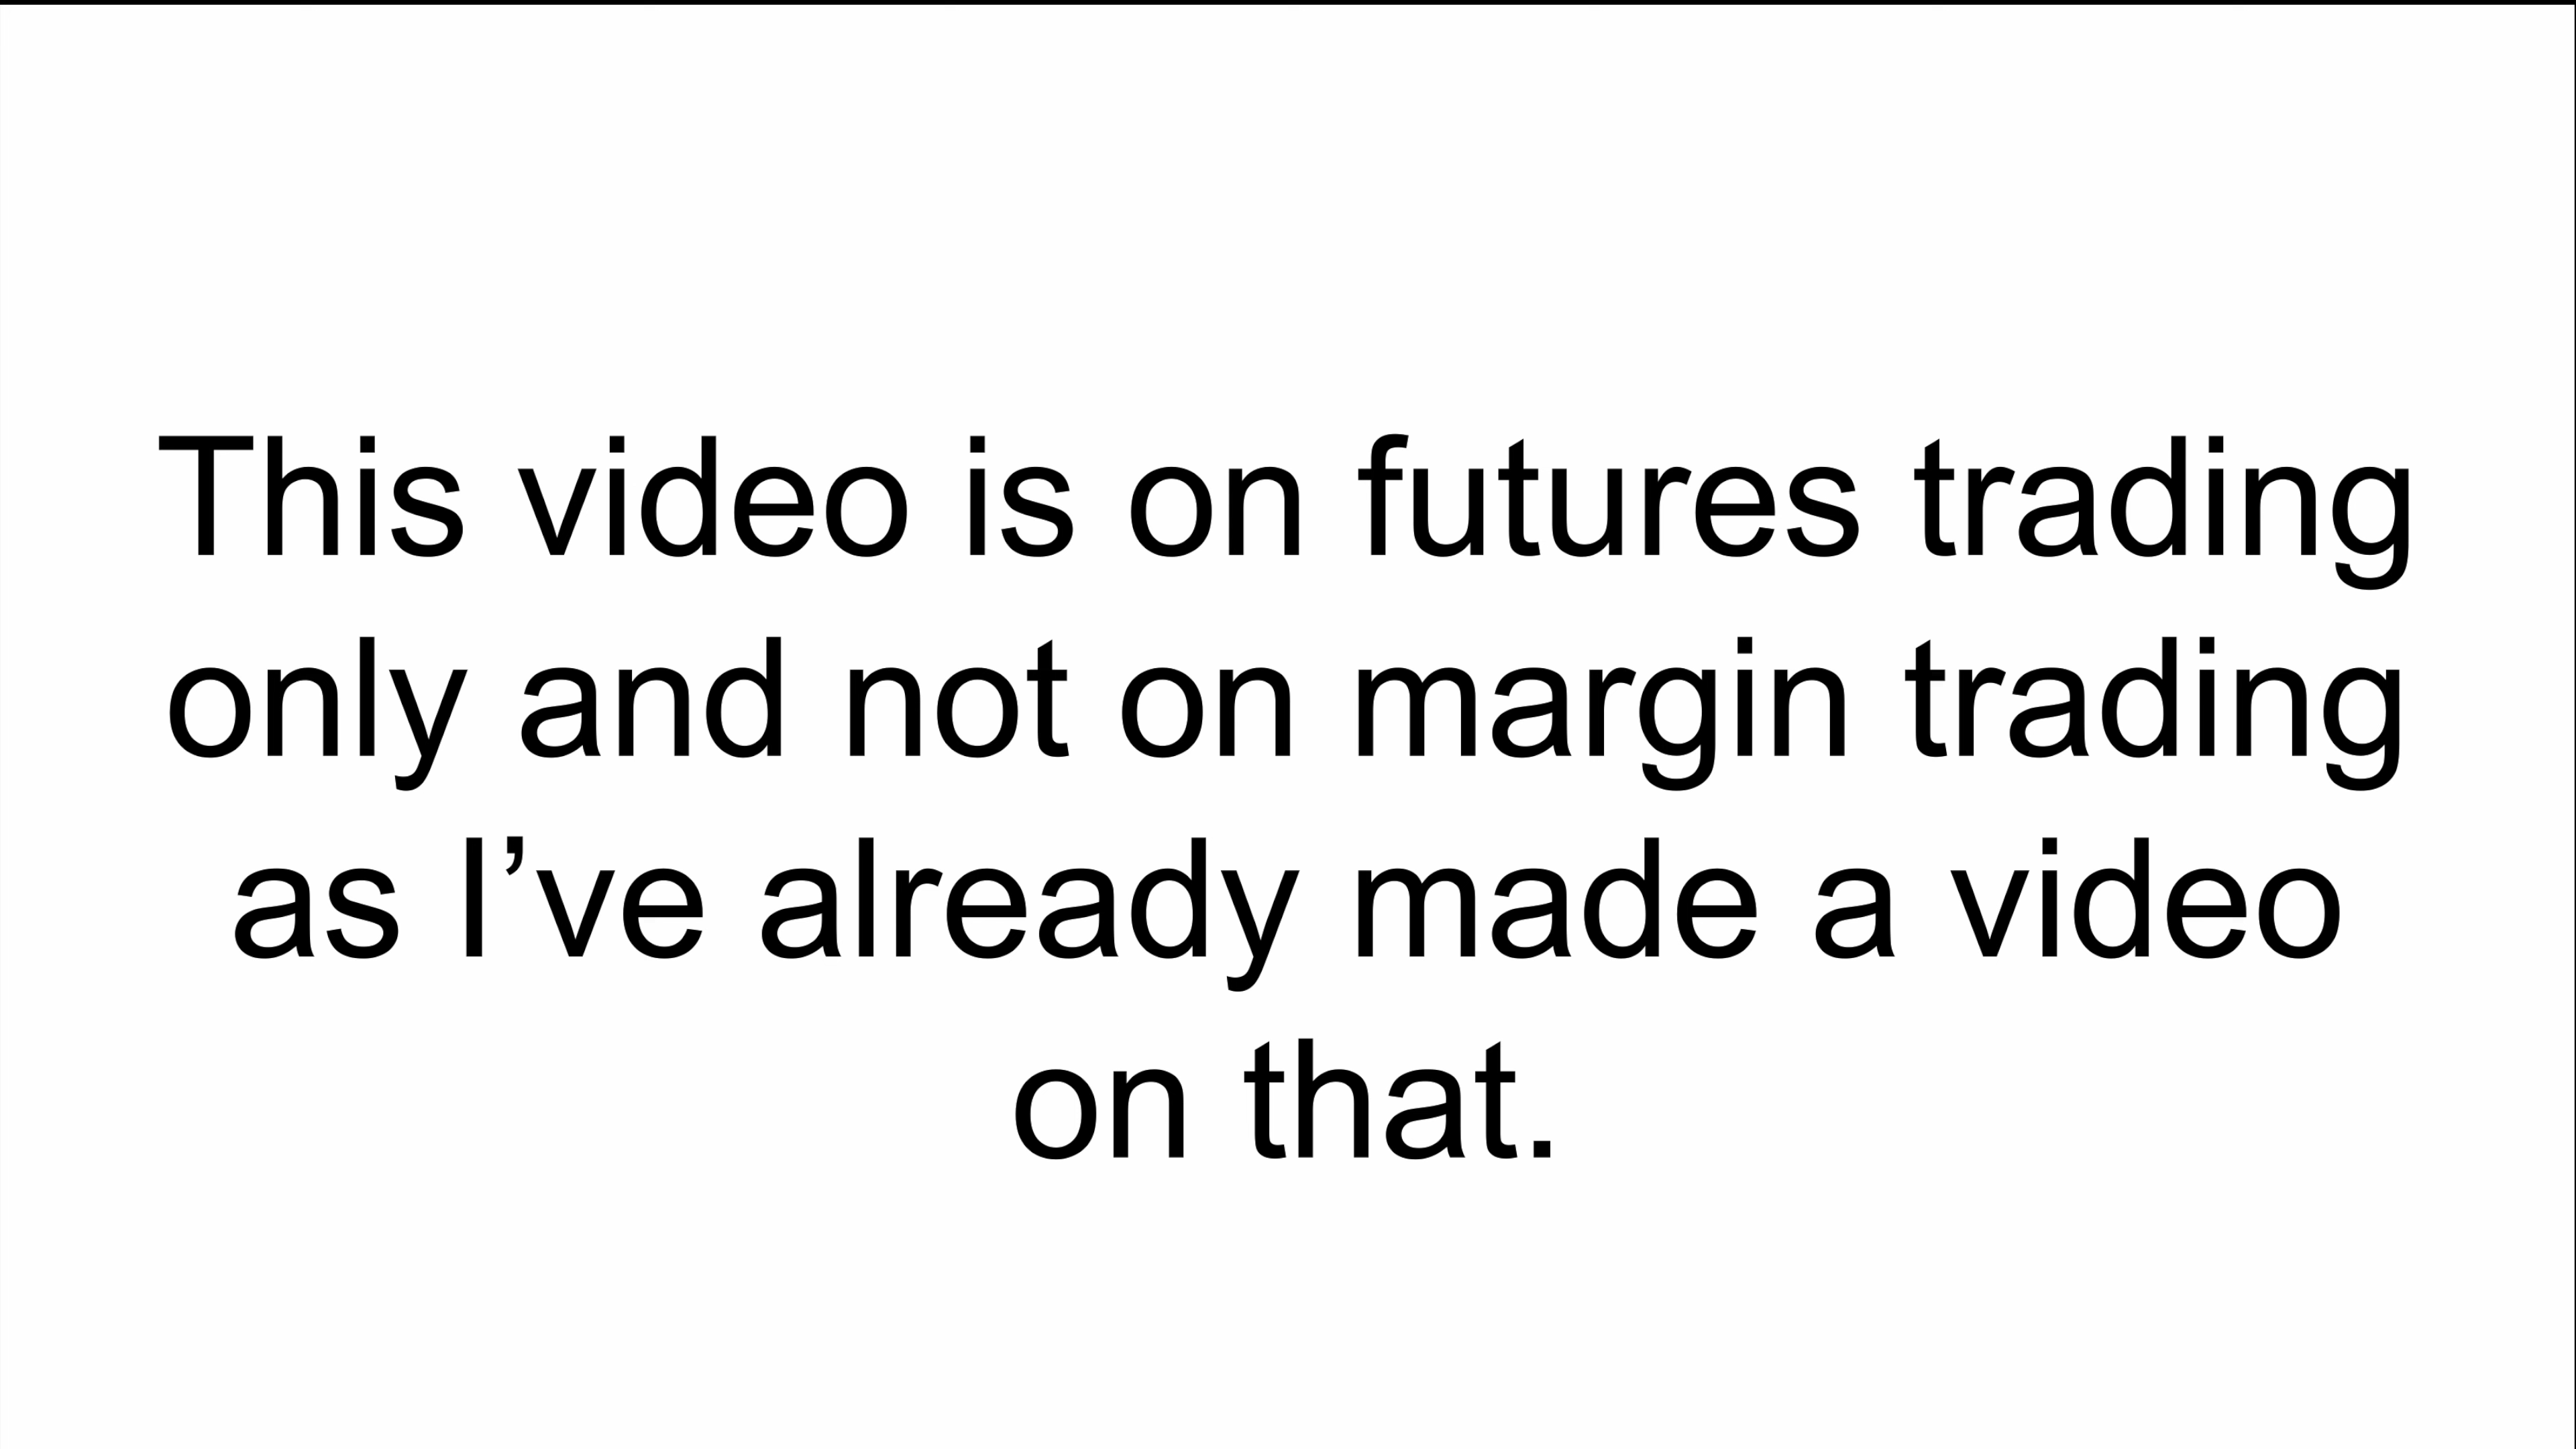 This video is on futures trading
only and not on margin trading
as I’ve already made a video
on that.